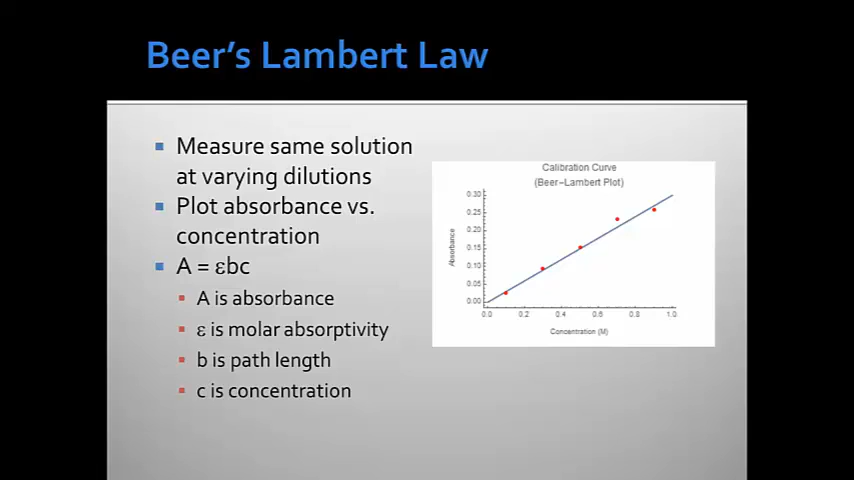 Beer's Lambert Law
Measure same solution
at varying dilutions
Plot absorbance vs.
concentration
A = εbc
A is absorbance
ε is molar absorptivity
b is path length
c is concentration
Calibration Curve
(Beer–Lambert Plot)
Absorbance
0.30
0.25
0.20
0.15
0.10
0.05
0.00
0.0 0.2 0.4 0.6 0.8 1.0
Concentration (M)